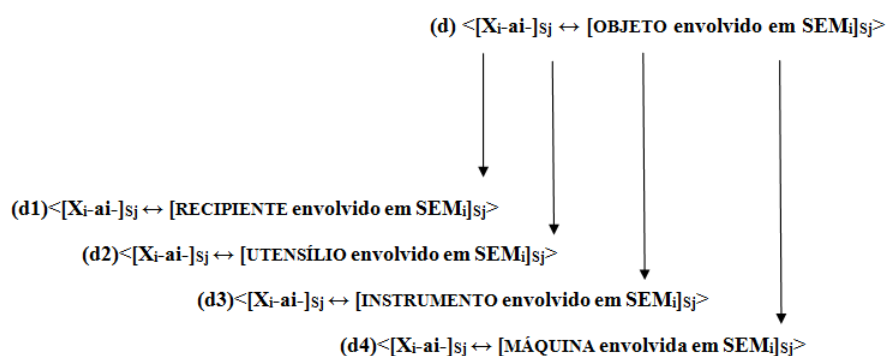 (d) <[Xi-ai-]sj ↔ [OBJETO envolvido em SEMi]sj>
(d1)<[Xi-ai-]sj ↔ [RECIPIENTE envolvido em SEMi]sj>
(d2)<[Xi-ai-]sj ↔ [UTENSÍLIO envolvido em SEMi]sj>
(d3)<[Xi-ai-]sj ↔ [INSTRUMENTO envolvido em SEMi]sj>
(d4)<[Xi-ai-]sj ↔ [MÁQUINA envolvida em SEMi]sj>